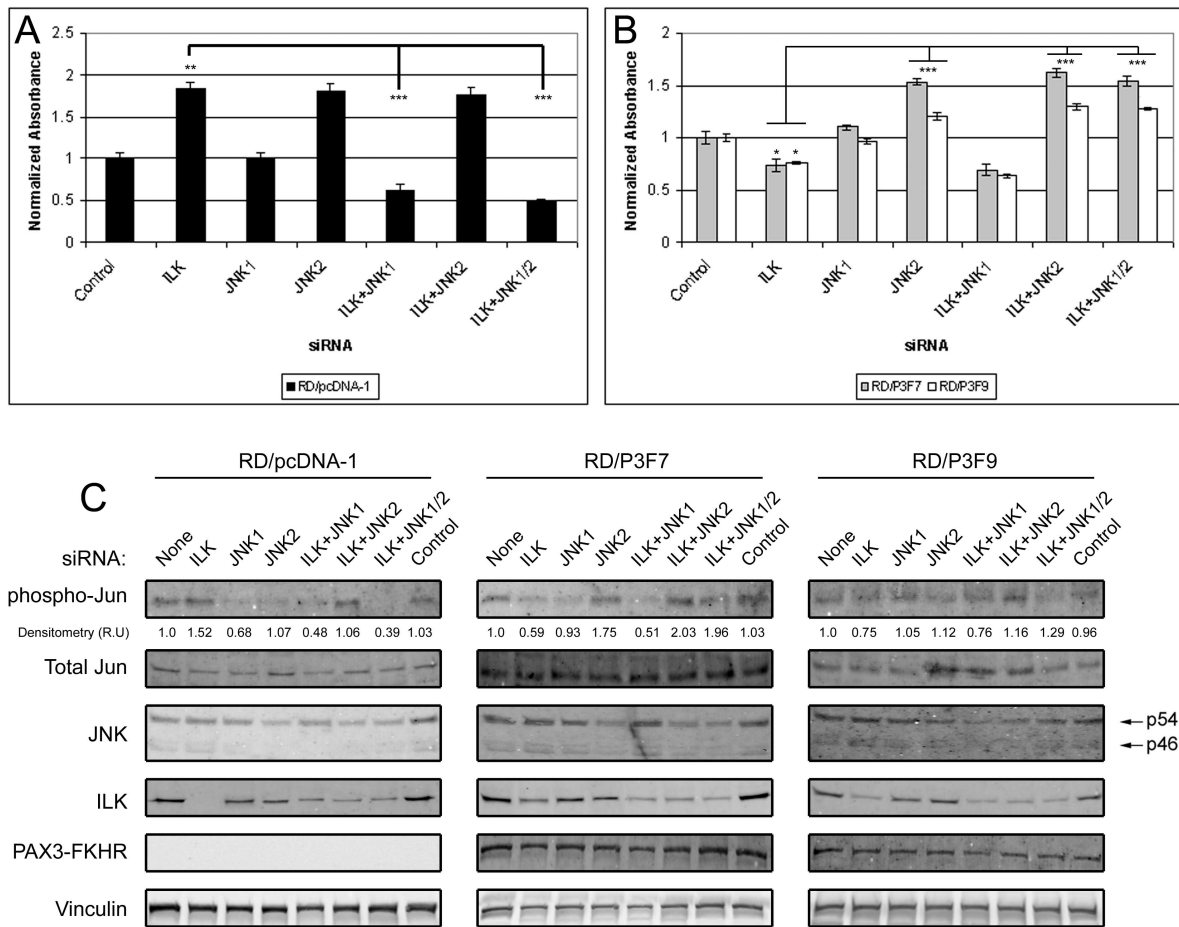 A
2.5
2
1.5
1
0.5
0
Normalized Absorbance
**
***
***
Control
ILK
JNK1
JNK2
ILK+JNK1
ILK+JNK2
ILK+JNK1/2
siRNA
RD/pcDNA-1
B
2
1.5
1
0.5
0
Normalized Absorbance
* *
***
***
***
Control
ILK
JNK1
JNK2
ILK+JNK1
ILK+JNK2
ILK+JNK1/2
siRNA
RD/P3F7 RD/P3F9
C
RD/pcDNA-1 RD/P3F7 RD/P3F9
siRNA: None ILK JNK1 JNK2 ILK+JNK1 ILK+JNK2 ILK+JNK1/2 Control None ILK JNK1 JNK2 ILK+JNK1 ILK+JNK2 ILK+JNK1/2 Control None ILK JNK1 JNK2 ILK+JNK1 ILK+JNK2 ILK+JNK1/2 Control
phospho-Jun
Densitometry (R.U) 1.0 1.52 0.68 1.07 0.48 1.06 0.39 1.03 1.0 0.59 0.93 1.75 0.51 2.03 1.96 1.03 1.0 0.75 1.05 1.12 0.76 1.16 1.29 0.96
Total Jun
JNK
p54
p46
ILK
PAX3-FKHR
Vinculin